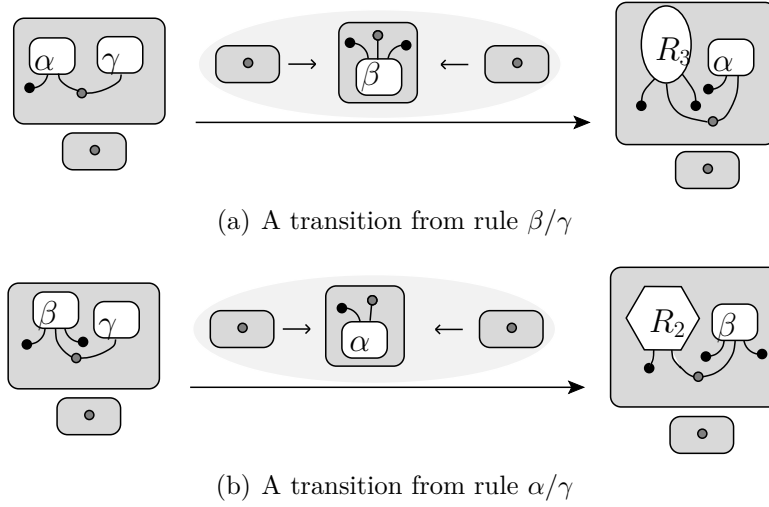 α γ β R₃ α
(a) A transition from rule β/γ
β γ α R₂ β
(b) A transition from rule α/γ